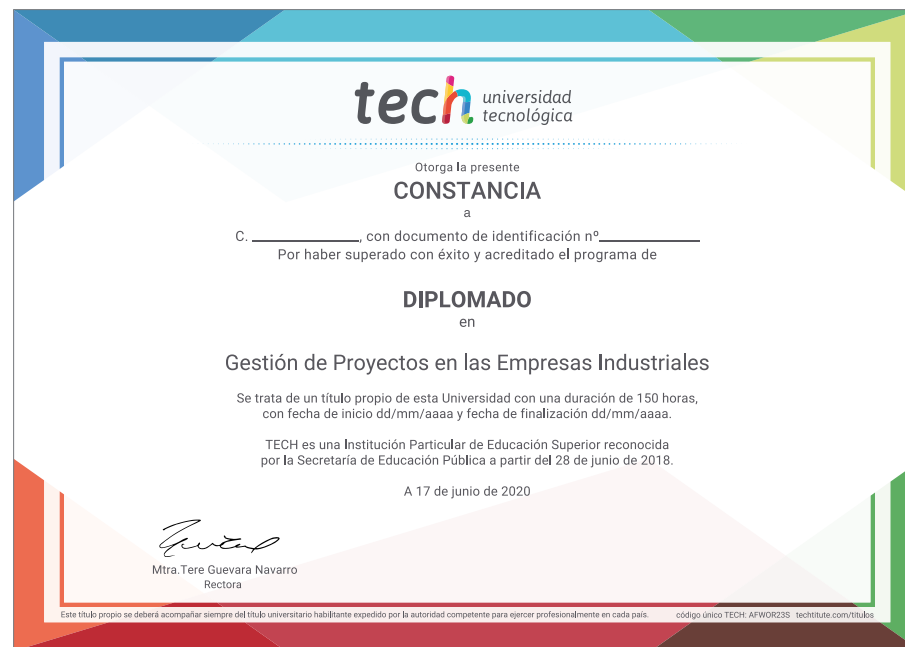 tech universidad
tecnológica
Otorga la presente
CONSTANCIA
a
C. ______________, con documento de identificación nº_____________
Por haber superado con éxito y acreditado el programa de
DIPLOMADO
en
Gestión de Proyectos en las Empresas Industriales
Se trata de un título propio de esta Universidad con una duración de 150 horas,
con fecha de inicio dd/mm/aaaa y fecha de finalización dd/mm/aaaa.
TECH es una Institución Particular de Educación Superior reconocida
por la Secretaría de Educación Pública a partir del 28 de junio de 2018.
A 17 de junio de 2020
Mtra.Tere Guevara Navarro
Rectora
Este título propio se deberá acompañar siempre del título universitario habilitante expedido por la autoridad competente para ejercer profesionalmente en cada país. código único TECH: AFWOR23S techtitute.com/titulos